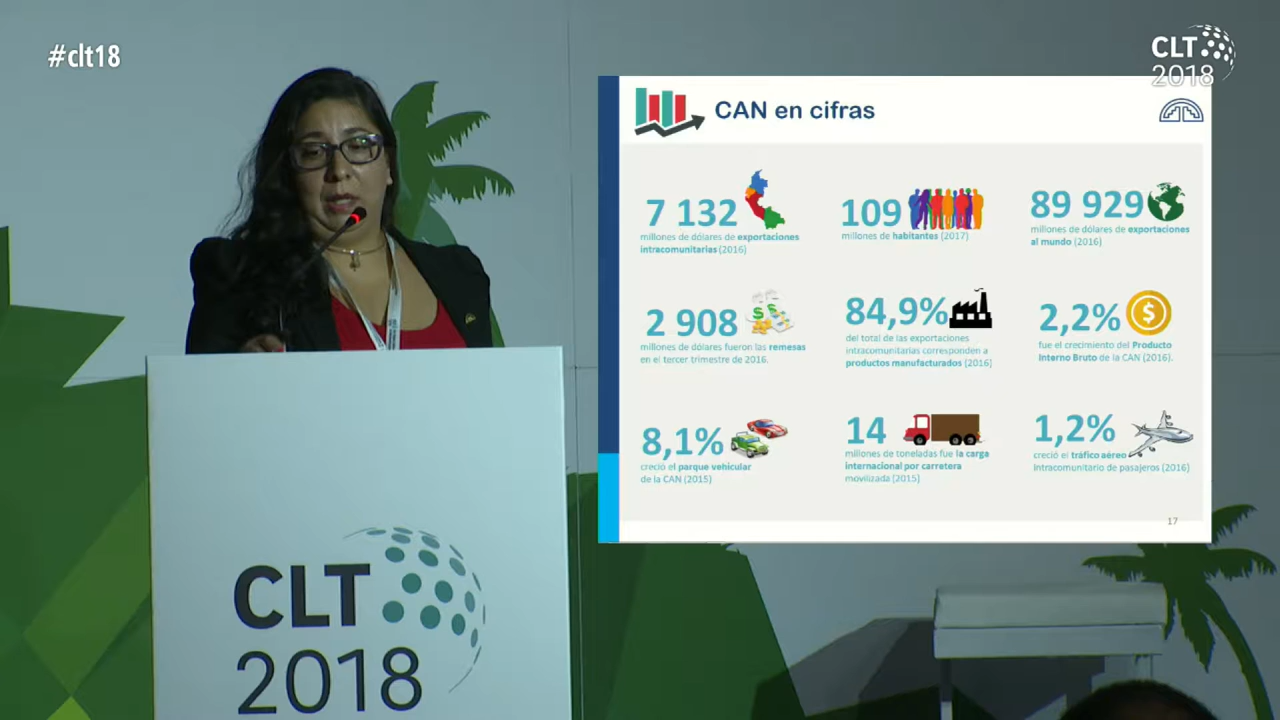 #clt18
CLT
2018
CAN en cifras
7 132
millones de dólares de exportaciones
intracomunitarias (2016)
109
millones de habitantes (2017)
89 929
millones de dólares de exportaciones
al mundo (2016)
2 908
millones de dólares fueron las remesas
en el tercer trimestre de 2016.
84,9%
del total de las exportaciones
intracomunitarias corresponden a
productos manufacturados (2016)
2,2%
fue el crecimiento del Producto
Interno Bruto de la CAN (2016).
8,1%
creció el parque vehicular
de la CAN (2015)
14
millones de toneladas fue la carga
internacional por carretera
movilizada (2015)
1,2%
creció el tráfico aéreo
intracomunitario de pasajeros (2016)
17
CLT
2018